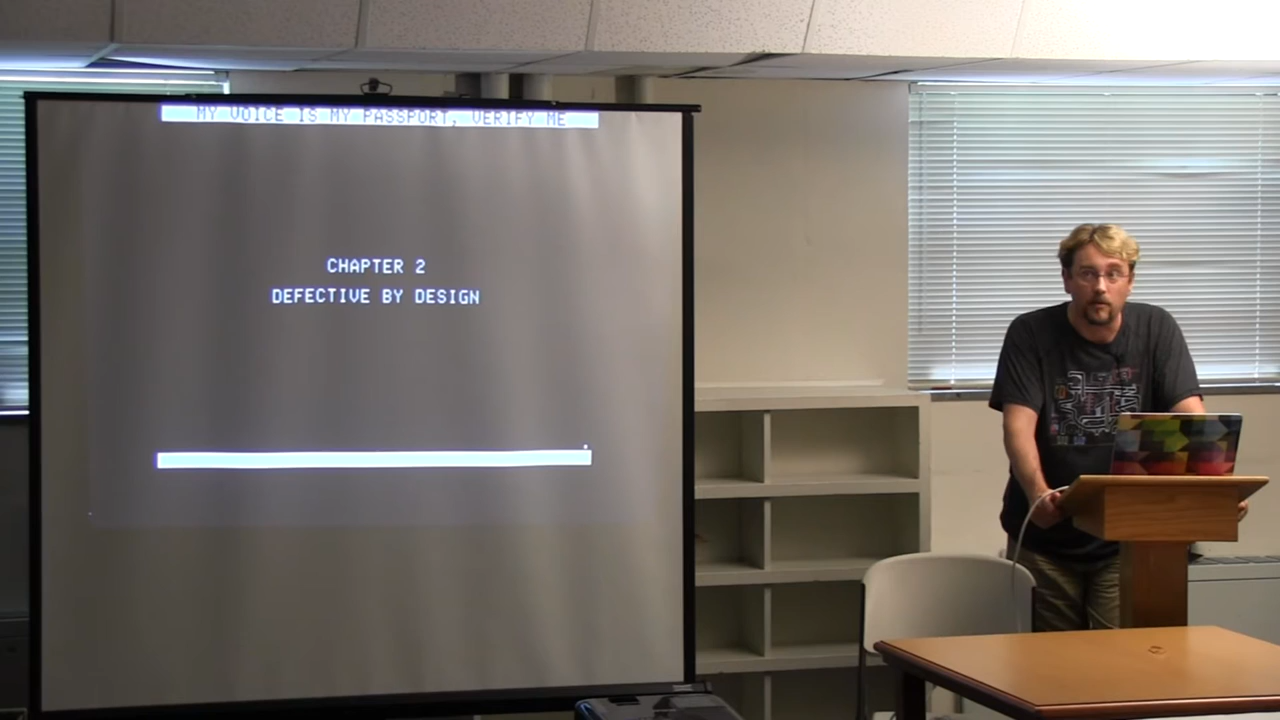 MY VOICE IS MY PASSPORT, VERIFY ME
CHAPTER 2
DEFECTIVE BY DESIGN